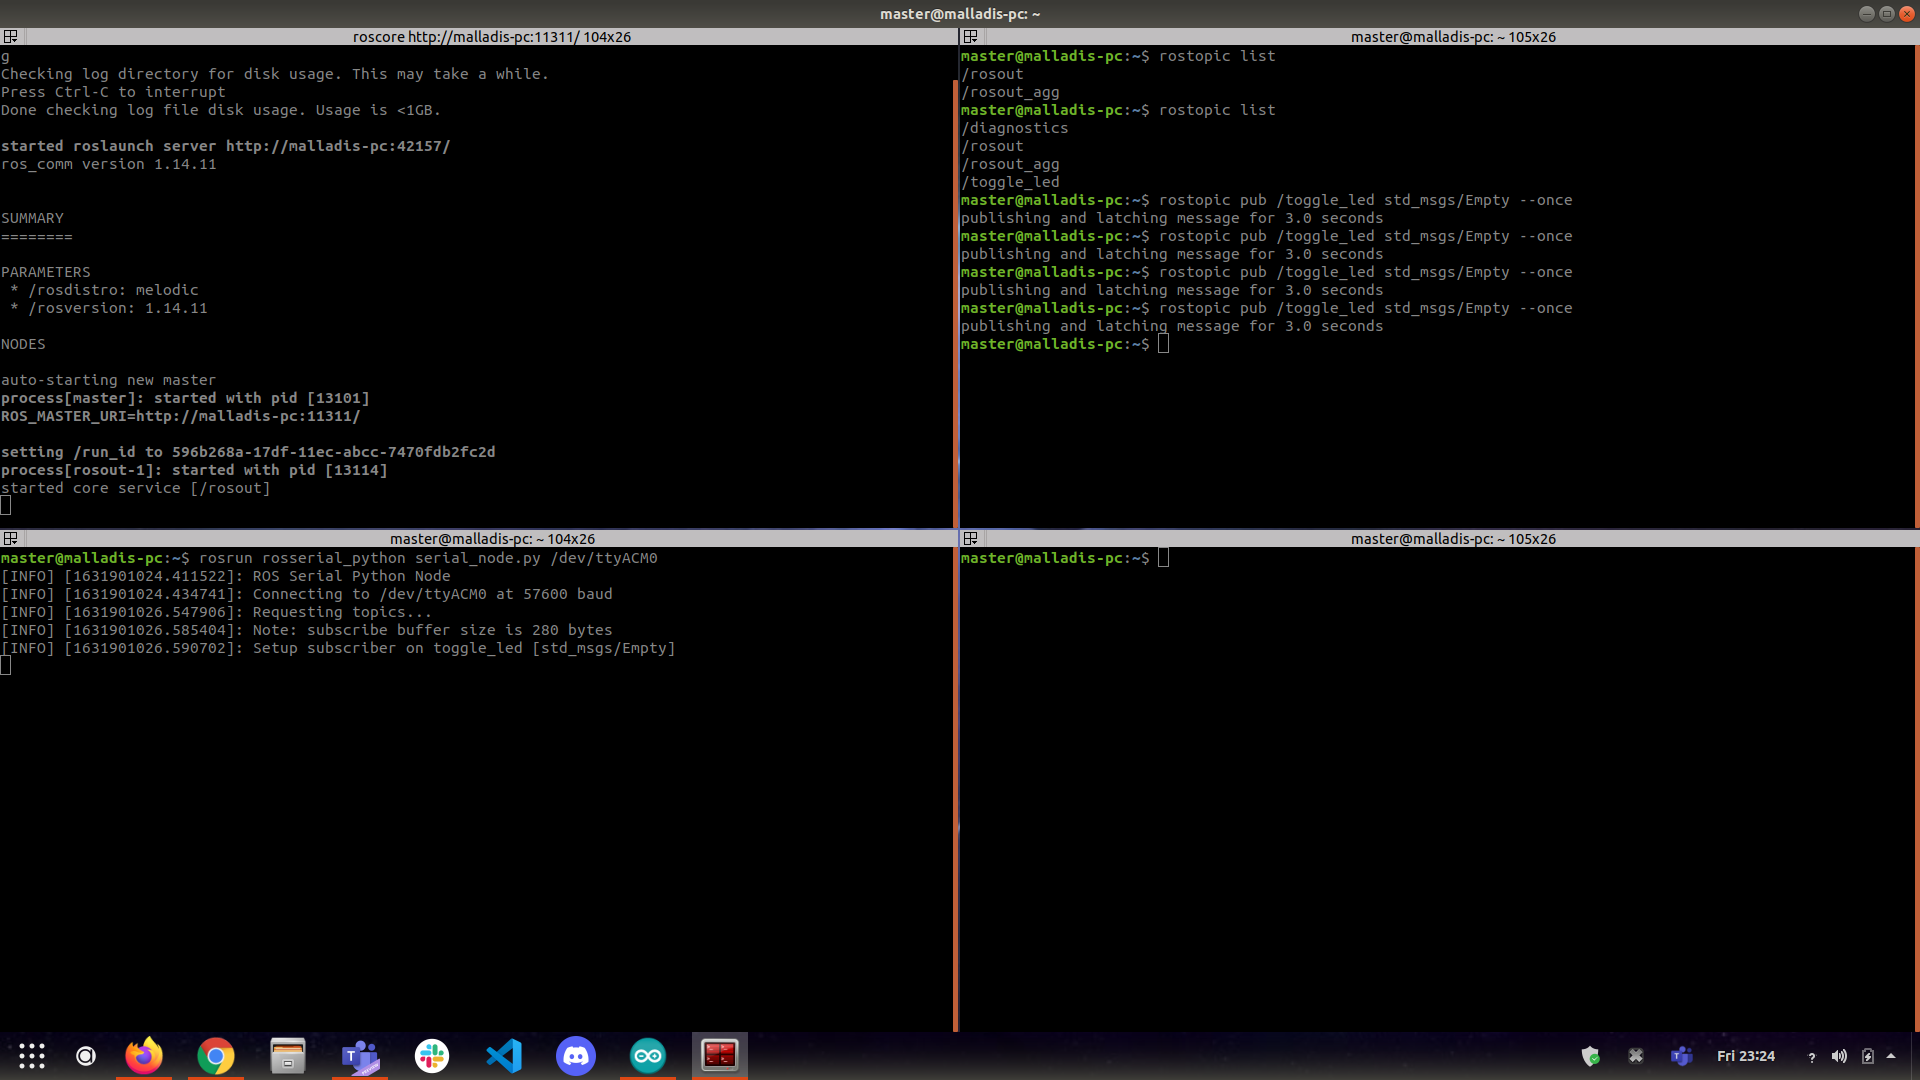 master@malladis-pc: ~
roscore http://malladis-pc:11311/ 104x26
g
Checking log directory for disk usage. This may take a while.
Press Ctrl-C to interrupt
Done checking log file disk usage. Usage is <1GB.
started roslaunch server http://malladis-pc:42157/
ros_comm version 1.14.11
SUMMARY
========
PARAMETERS
* /rosdistro: melodic
* /rosversion: 1.14.11
NODES
auto-starting new master
process[master]: started with pid [13101]
ROS_MASTER_URI=http://malladis-pc:11311/
setting /run_id to 596b268a-17df-11ec-abcc-7470fdb2fc2d
process[rosout-1]: started with pid [13114]
started core service [/rosout]
master@malladis-pc: ~ 105x26
master@malladis-pc:~$ rostopic list
/rosout
/rosout_agg
master@malladis-pc:~$ rostopic list
/diagnostics
/rosout
/rosout_agg
/toggle_led
master@malladis-pc:~$ rostopic pub /toggle_led std_msgs/Empty --once
publishing and latching message for 3.0 seconds
master@malladis-pc:~$ rostopic pub /toggle_led std_msgs/Empty --once
publishing and latching message for 3.0 seconds
master@malladis-pc:~$ rostopic pub /toggle_led std_msgs/Empty --once
publishing and latching message for 3.0 seconds
master@malladis-pc:~$ rostopic pub /toggle_led std_msgs/Empty --once
publishing and latching message for 3.0 seconds
master@malladis-pc:~$
master@malladis-pc: ~ 104x26
master@malladis-pc:~$ rosrun rosserial_python serial_node.py /dev/ttyACM0
[INFO] [1631901024.411522]: ROS Serial Python Node
[INFO] [1631901024.434741]: Connecting to /dev/ttyACM0 at 57600 baud
[INFO] [1631901026.547906]: Requesting topics...
[INFO] [1631901026.585404]: Note: subscribe buffer size is 280 bytes
[INFO] [1631901026.590702]: Setup subscriber on toggle_led [std_msgs/Empty]
master@malladis-pc: ~ 105x26
master@malladis-pc:~$
Fri 23:24